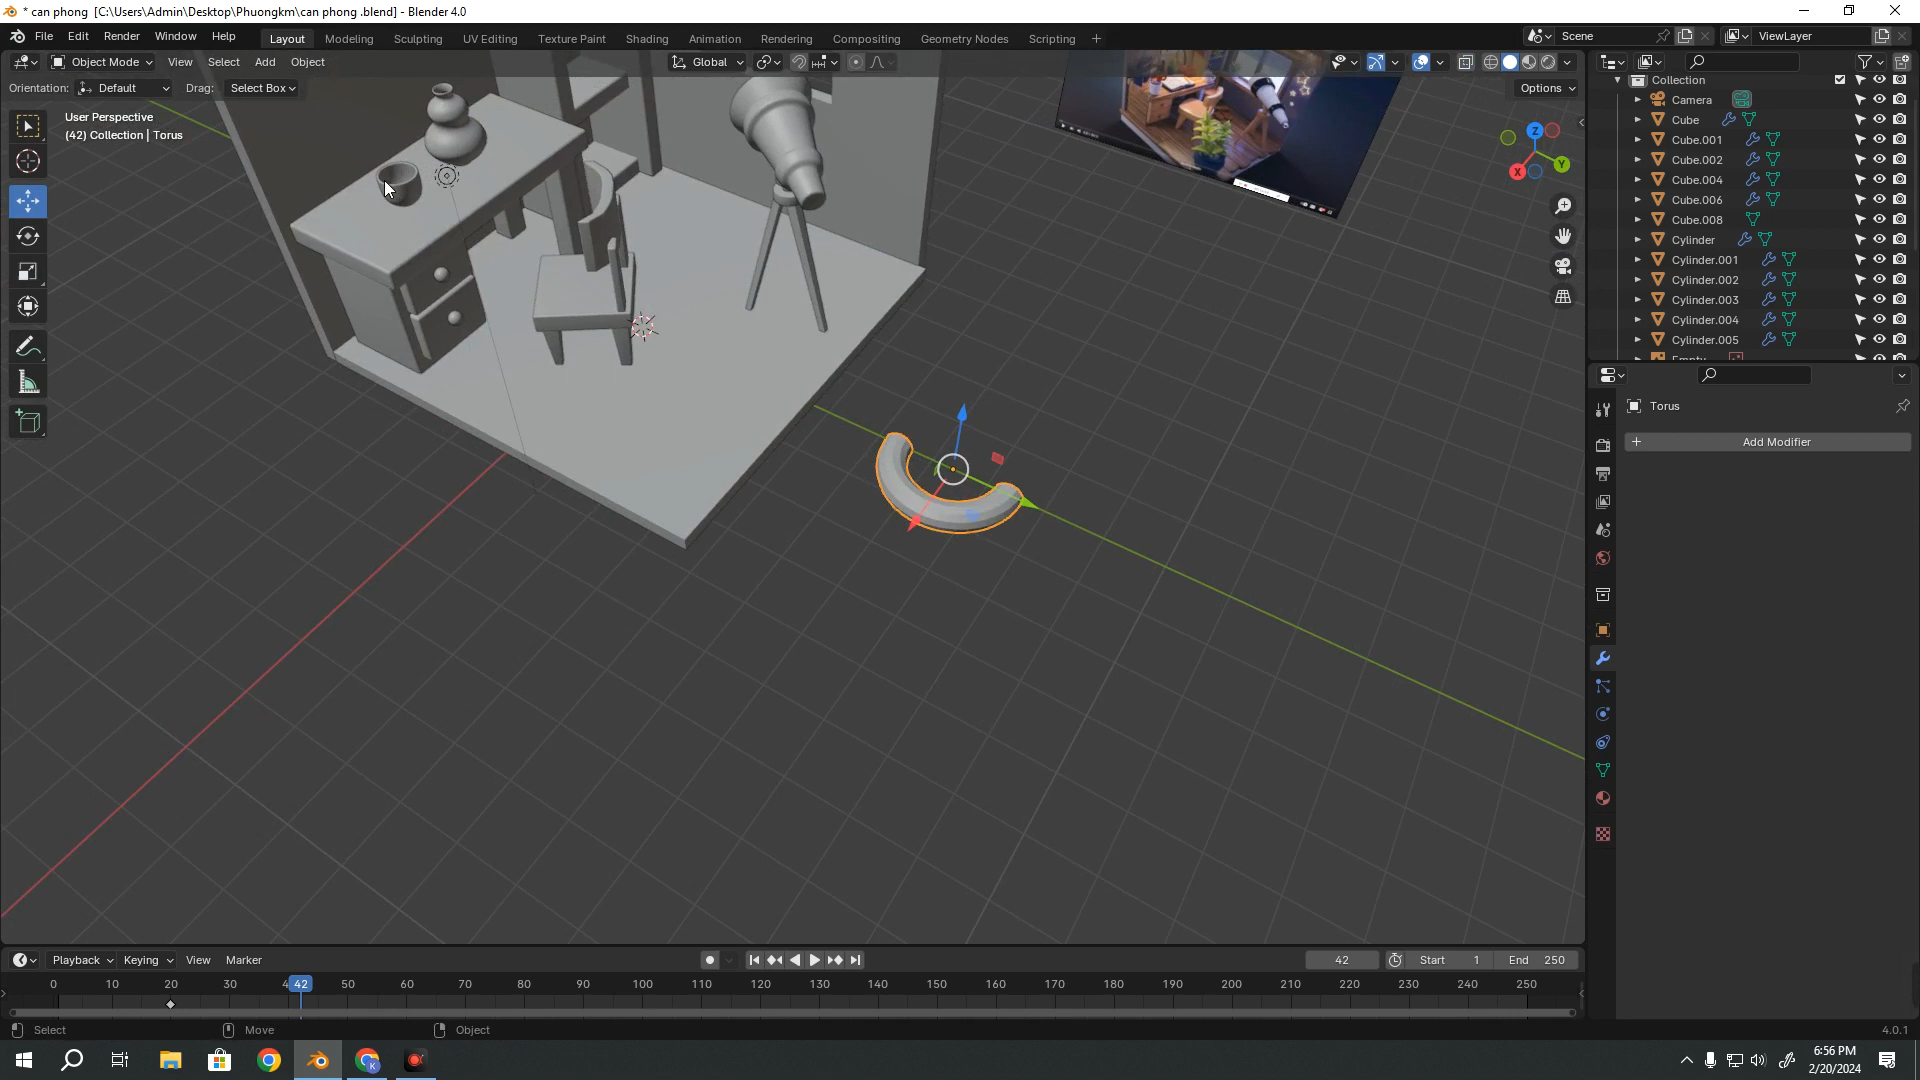 * can phong  [C:\Users\Admin\Desktop\Phuongkm\can phong .blend] - Blender 4.0
File Edit Render Window Help
Layout Modeling Sculpting UV Editing Texture Paint Shading Animation Rendering Compositing Geometry Nodes Scripting +
Scene
ViewLayer
Object Mode View Select Add Object
Global
Orientation: Default Drag: Select Box
Options
User Perspective
(42) Collection | Torus
Z
Y
X
Collection
Camera
Cube
Cube.001
Cube.002
Cube.004
Cube.006
Cube.008
Cylinder
Cylinder.001
Cylinder.002
Cylinder.003
Cylinder.004
Cylinder.005
Empty
Torus
+ Add Modifier
Playback Keying View Marker
42
Start 1
End 250
0 10 20 30 4 42 50 60 70 80 90 100 110 120 130 140 150 160 170 180 190 200 210 220 230 240 250
Select Move Object
4.0.1
6:56 PM
2/20/2024